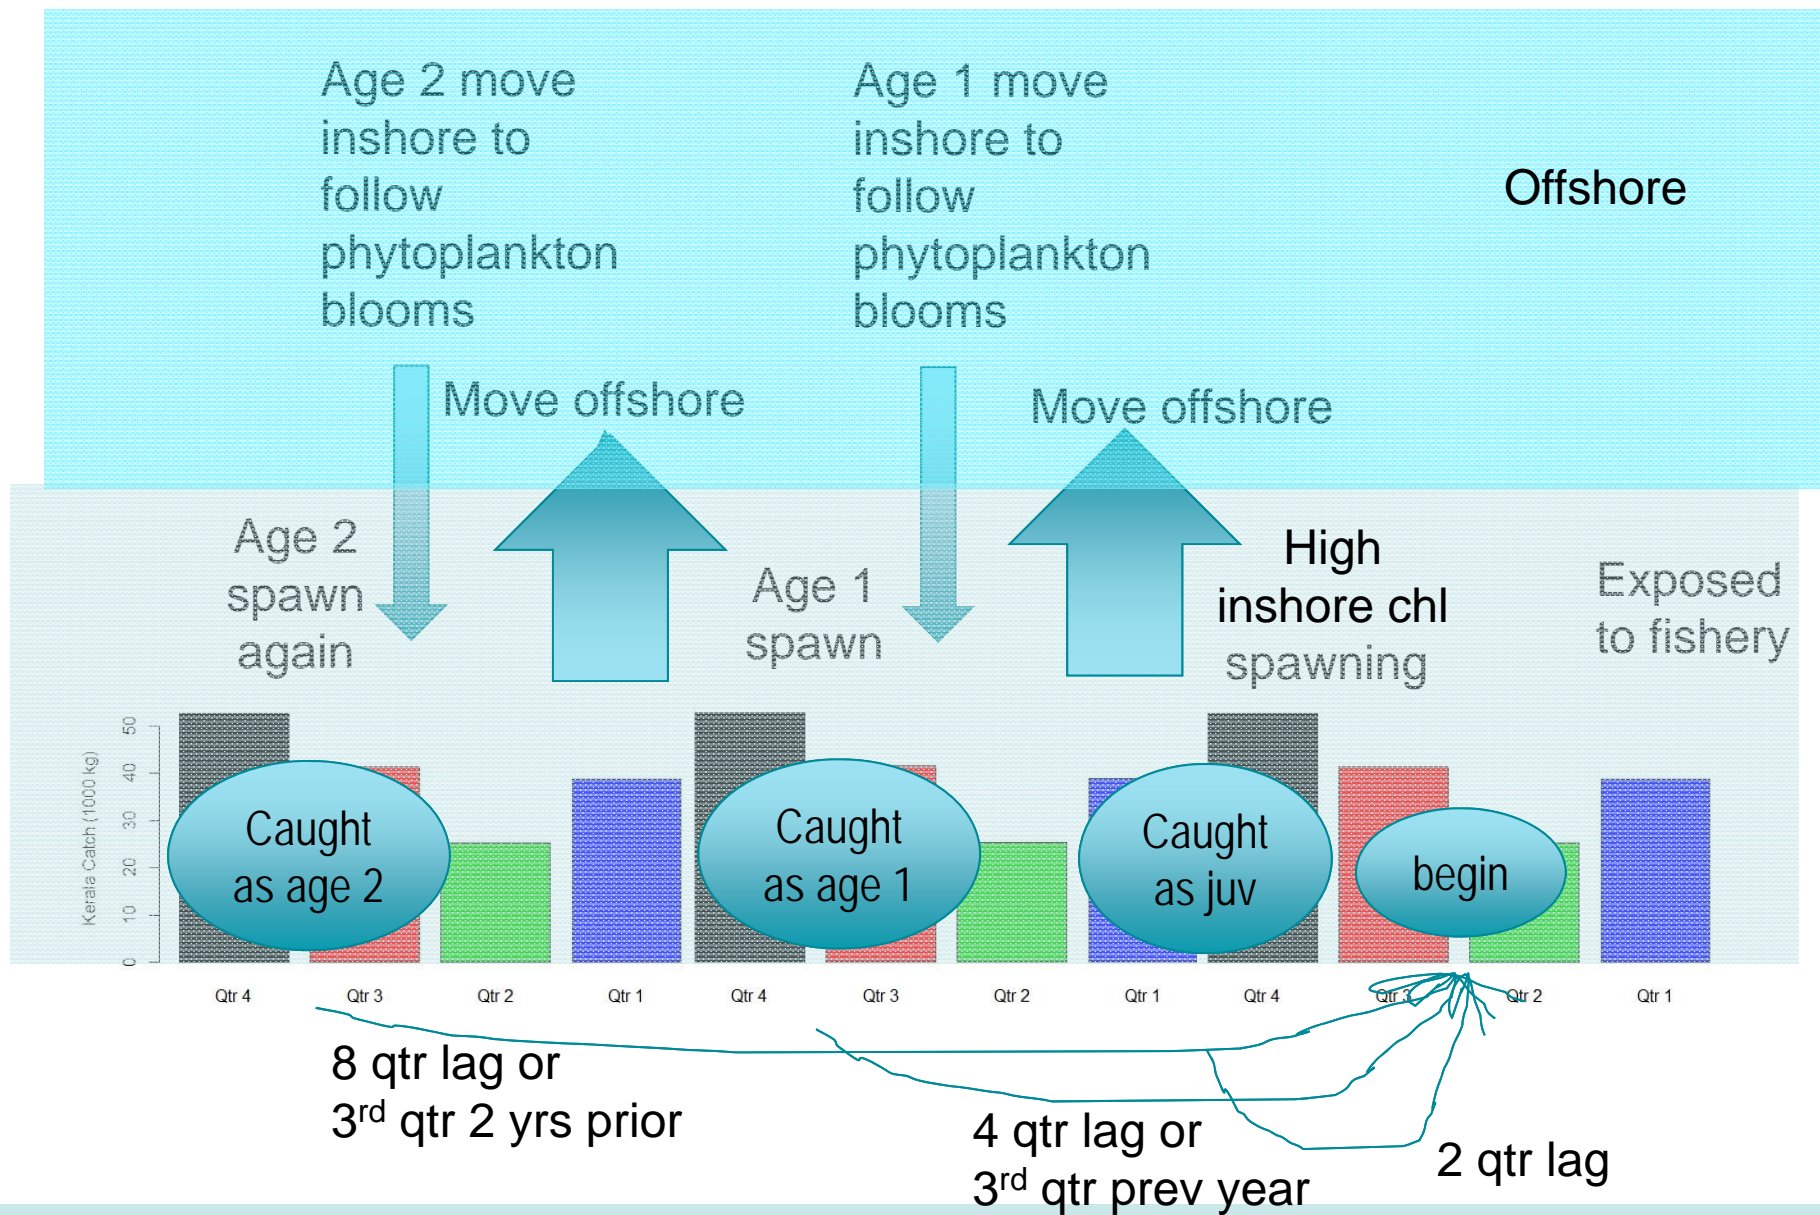 Age 2 move
inshore to
follow
phytoplankton
blooms
Age 1 move
inshore to
follow
phytoplankton
blooms
Offshore
Move offshore
Move offshore
Age 2
spawn
again
Age 1
spawn
High
inshore chl
spawning
Exposed
to fishery
Kerala Catch (1000 kg)
50
40
30
20
10
0
Caught
as age 2
Caught
as age 1
Caught
as juv
begin
Qtr 4
Qtr 3
Qtr 2
Qtr 1
Qtr 4
Qtr 3
Qtr 2
Qtr 1
Qtr 4
Qtr 3
Qtr 2
Qtr 1
8 qtr lag or
3rd qtr 2 yrs prior
4 qtr lag or
3rd qtr prev year
2 qtr lag